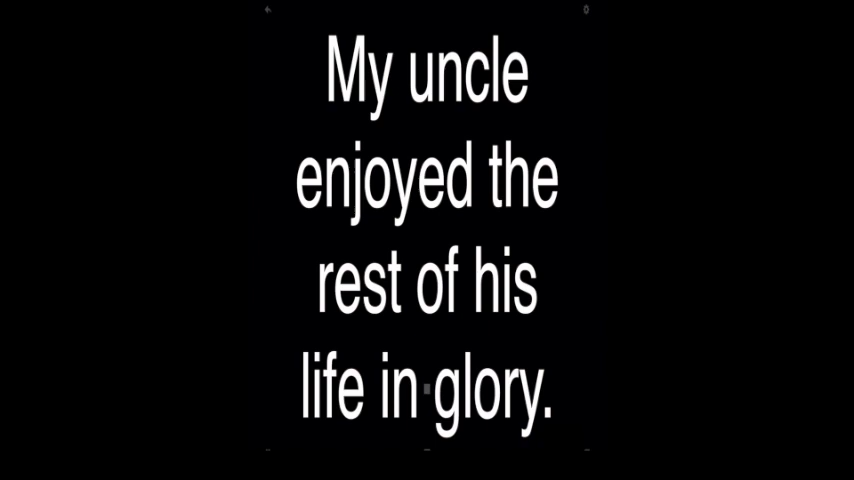 My uncle
enjoyed the
rest of his
life in glory.